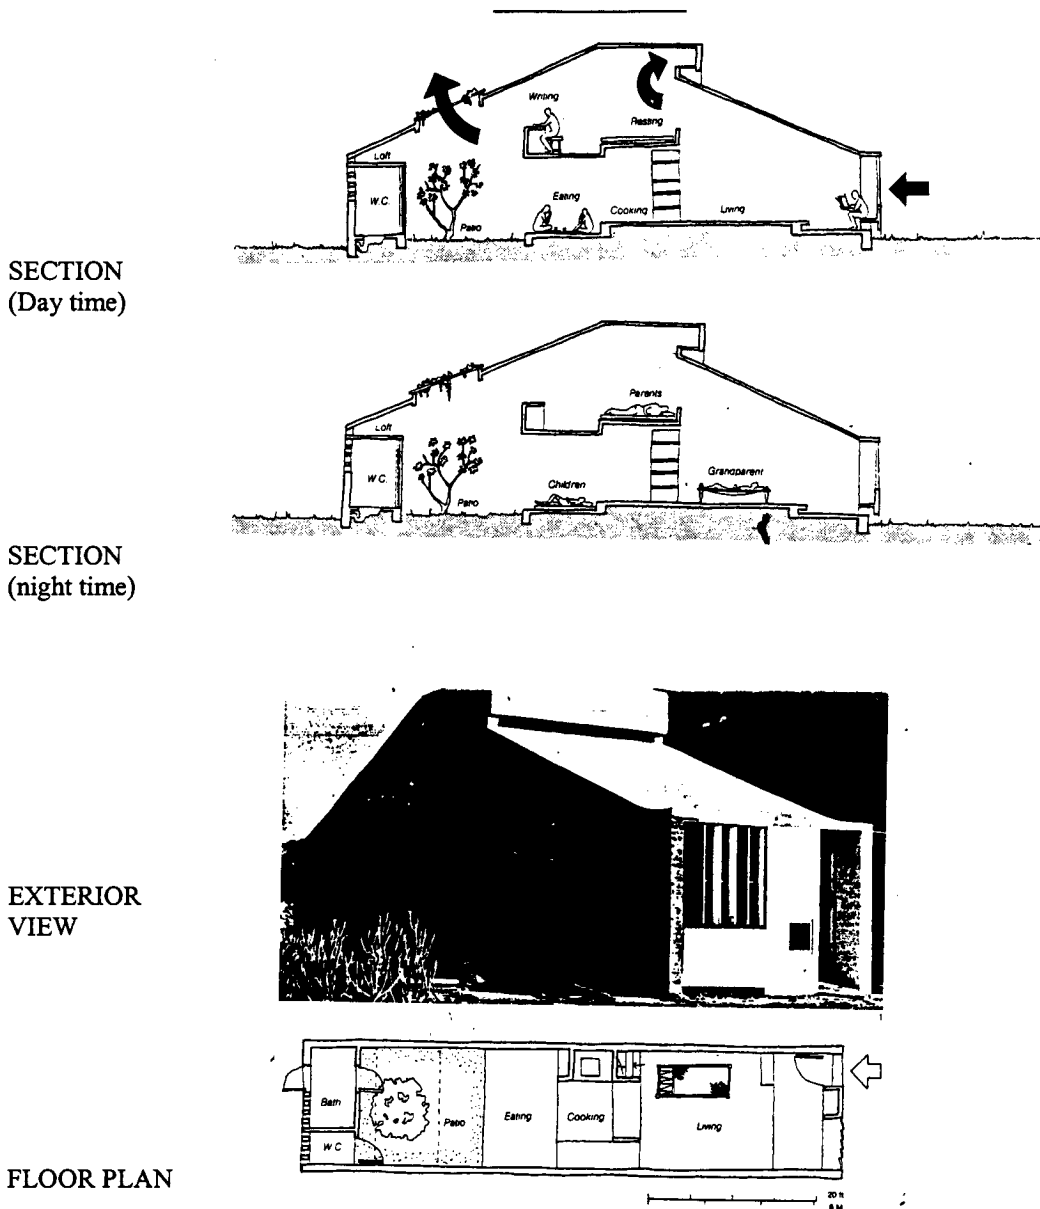 Writing
Resting
Loft
W.C.
Eating
Cooking
Living
Patio
SECTION
(Day time)
Parents
Loft
W.C.
Children
Grandparent
Patio
SECTION
(night time)
EXTERIOR
VIEW
Bath
Patio
Eating
Cooking
Living
W C
FLOOR PLAN
20 ft
6 M